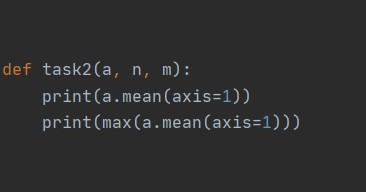 def task2(a, n, m):
    print(a.mean(axis=1))
    print(max(a.mean(axis=1)))